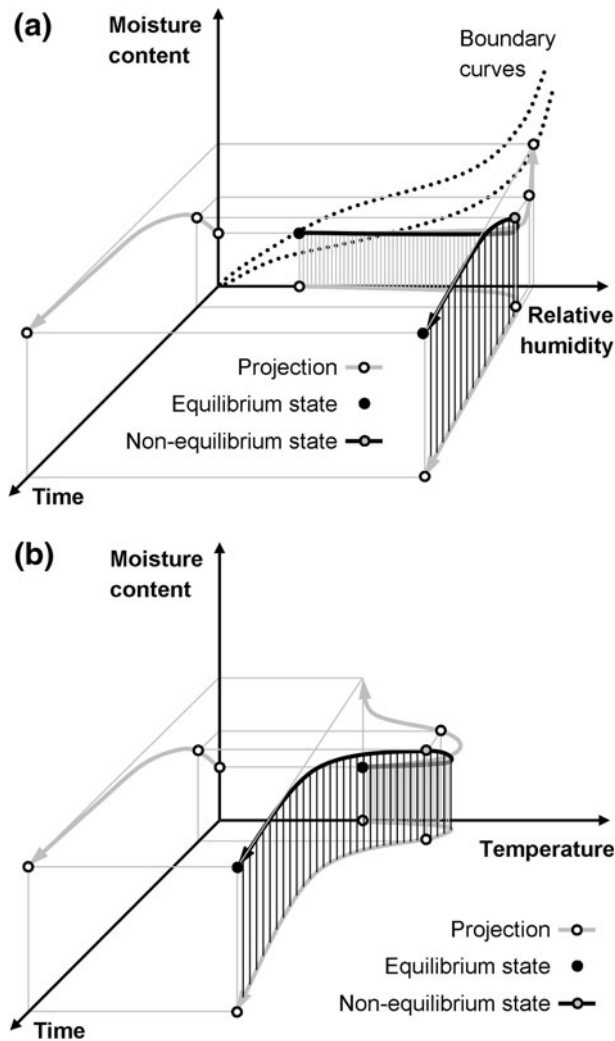 (a)
Moisture
content
Boundary
curves
Relative
humidity
Projection
Equilibrium state
Non-equilibrium state
Time
(b)
Moisture
content
Temperature
Projection
Equilibrium state
Non-equilibrium state
Time